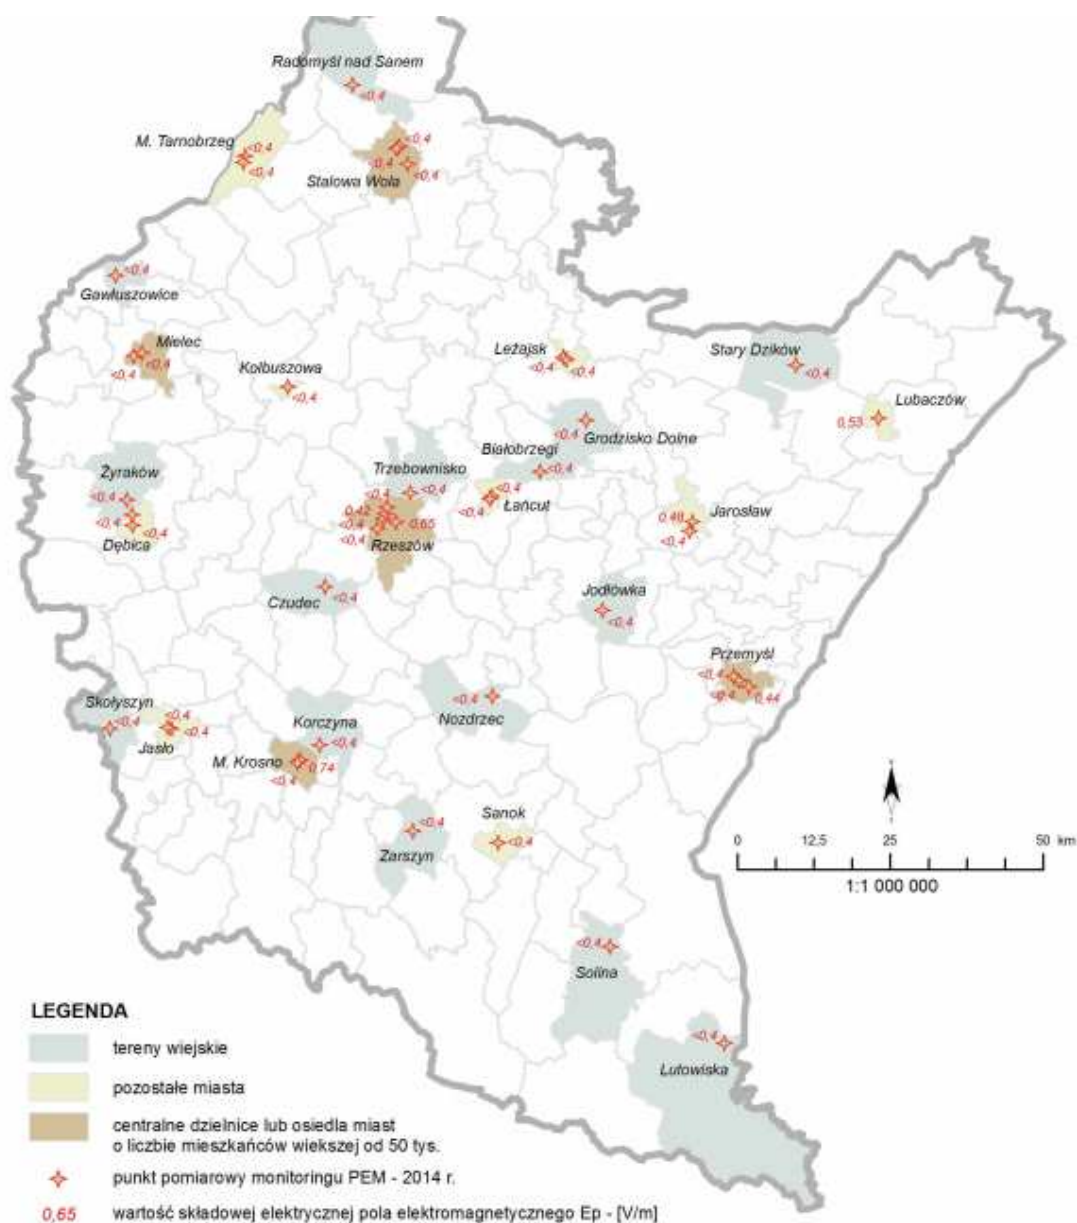 Radomyśl nad Sanem
<0,4
M. Tarnobrzeg
<0,4
<0,4
<0,4
<0,4
<0,4
Stalowa Wola
<0,4
Gawłuszowice
Mielec
<0,4
<0,4
Kolbuszowa
<0,4
Leżajsk
<0,4
<0,4
Stary Dzików
<0,4
Lubaczów
0,53
<0,4
Grodzisko Dolne
Białobrzegi
<0,4
Żyraków
<0,4
<0,4
<0,4
Dębica
Trzebownisko
<0,4
<0,4
0,42
<0,4
0,65
<0,4
Rzeszów
<0,4
<0,4
Łańcut
Jarosław
0,48
<0,4
Czudec
<0,4
Jodłówka
<0,4
Przemyśl
<0,4
<0,4
0,44
Skołyszyn
<0,4
<0,4
<0,4
Jasło
Korczyna
<0,4
M. Krosno
0,74
<0,4
<0,4
Nozdrzec
<0,4
Zarszyn
Sanok
<0,4
0 12,5 25 50 km
1:1 000 000
<0,4
Solina
<0,4
Lutowiska
LEGENDA
tereny wiejskie
pozostałe miasta
centralne dzielnice lub osiedla miast
o liczbie mieszkańców wiekszej od 50 tys.
punkt pomiarowy monitoringu PEM - 2014 r.
0,65 wartość składowej elektrycznej pola elektromagnetycznego Ep - [V/m]